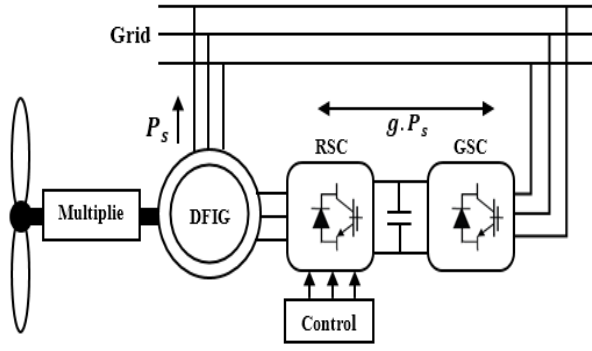 Grid
P_s
g.P_s
RSC
GSC
Multiplie
DFIG
Control